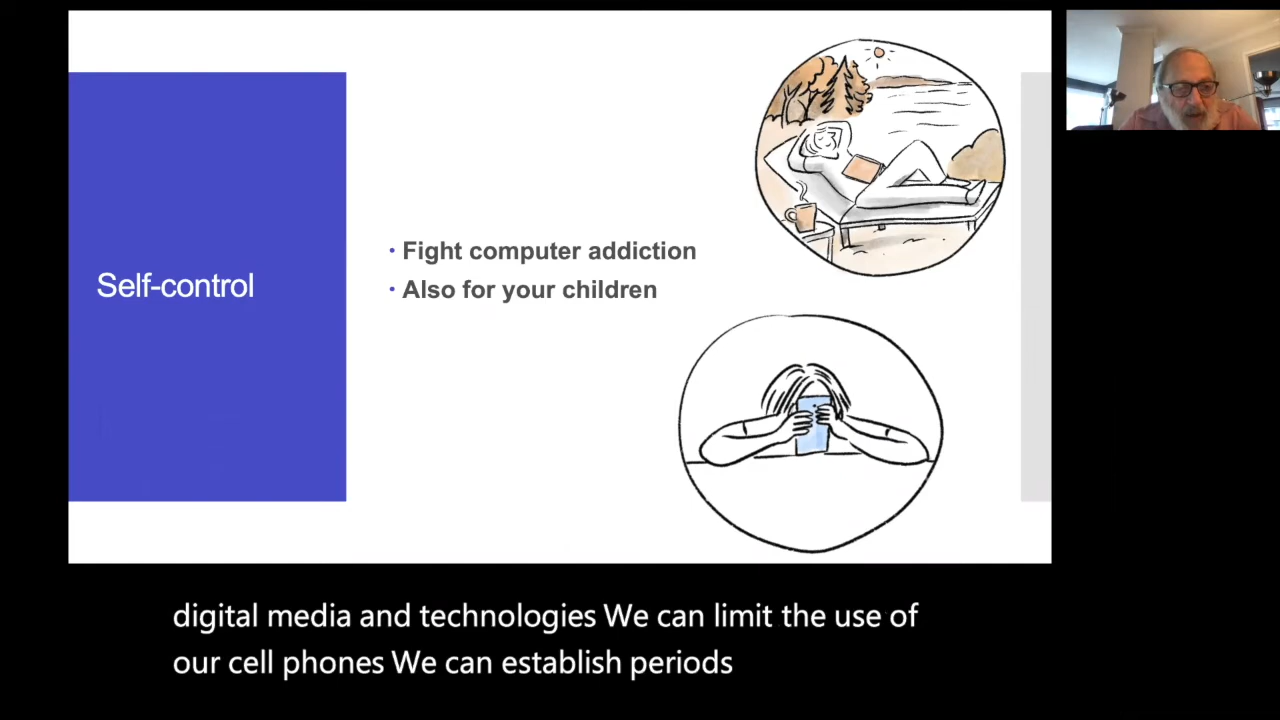 Self-control
• Fight computer addiction
• Also for your children
digital media and technologies We can limit the use of
our cell phones We can establish periods